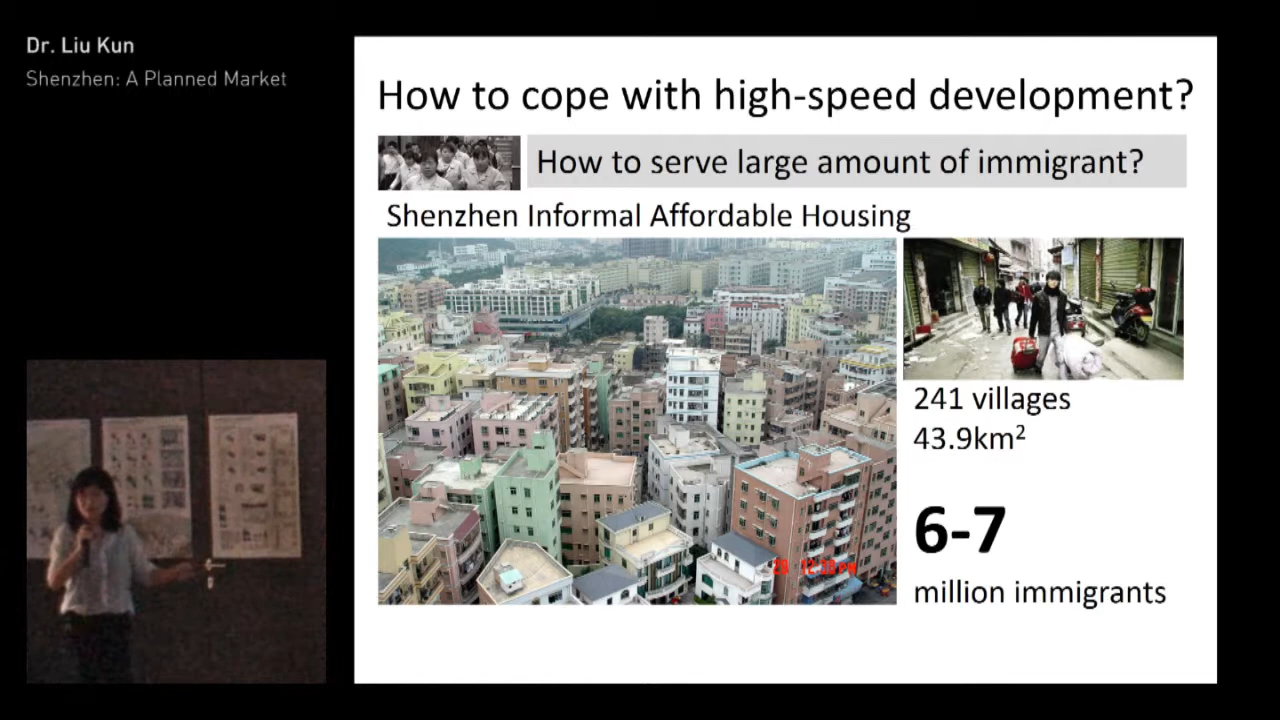 Dr. Liu Kun
Shenzhen: A Planned Market
How to cope with high-speed development?
How to serve large amount of immigrant?
Shenzhen Informal Affordable Housing
241 villages
43.9km²
6-7
million immigrants